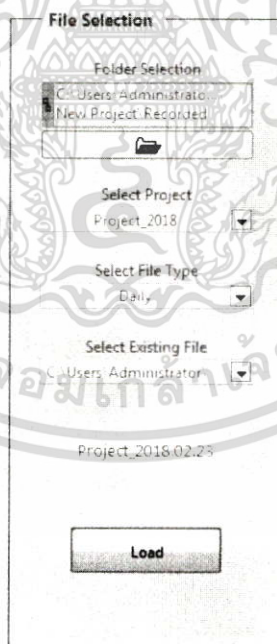 File Selection
Folder Selection
C: Users Administrato
New Project Recorded
Select Project
Project_2018
Select File Type
Daily
Select Existing File
C: Users Administrator
Project_2018.02.23
Load